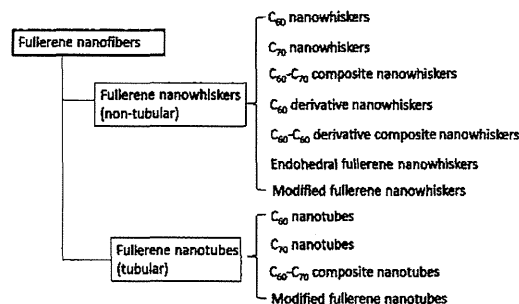 Fullerene nanofibers
Fullerene nanowhiskers
(non-tubular)
C60 nanowhiskers
C70 nanowhiskers
C60-C70 composite nanowhiskers
C60 derivative nanowhiskers
C60-C60 derivative composite nanowhiskers
Endohedral fullerene nanowhiskers
Modified fullerene nanowhiskers
Fullerene nanotubes
(tubular)
C60 nanotubes
C70 nanotubes
C60-C70 composite nanotubes
Modified fullerene nanotubes